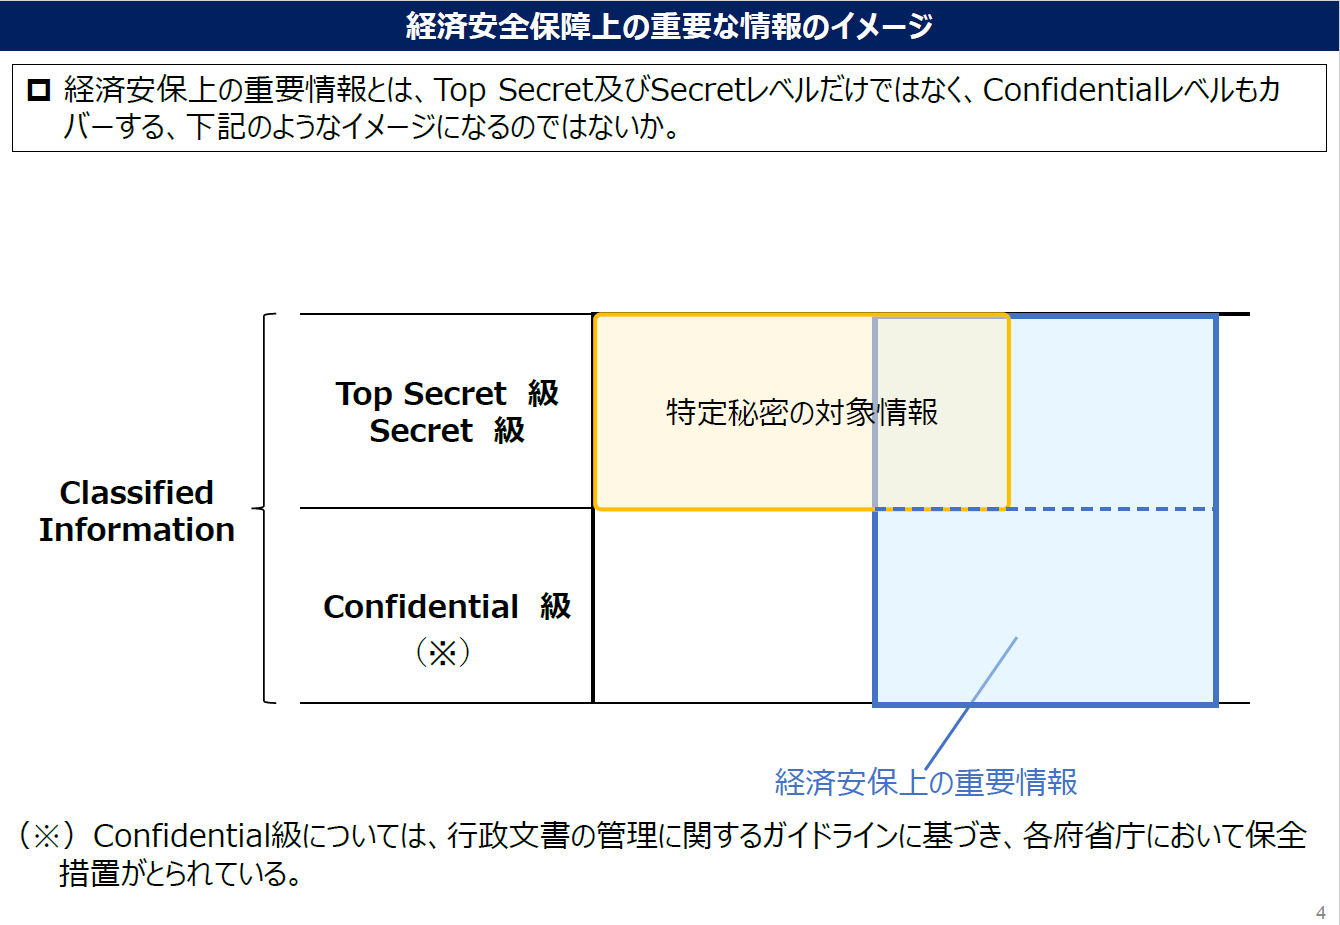 経済安全保障上の重要な情報のイメージ
経済安保上の重要情報とは、Top Secret及びSecretレベルだけではなく、Confidentialレベルもカ
バーする、下記のようなイメージになるのではないか。
Top Secret 級
Secret 級
特定秘密の対象情報
Classified
Information
Confidential 級
（※）
経済安保上の重要情報
（※）Confidential級については、行政文書の管理に関するガイドラインに基づき、各府省庁において保全
措置がとられている。
4